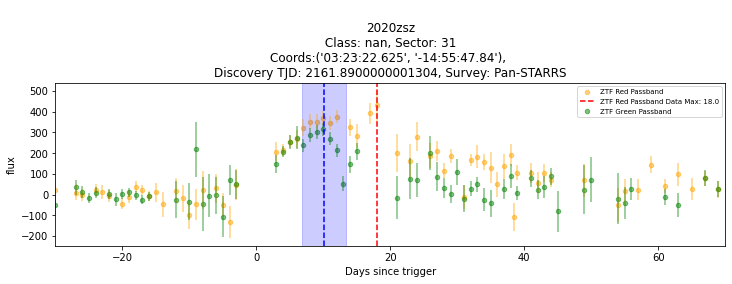 2020zsz
Class: nan, Sector: 31
Coords:('03:23:22.625', '-14:55:47.84'),
Discovery TJD: 2161.8900000001304, Survey: Pan-STARRS
500
400
300
200
100
0
−100
−200
flux
ZTF Red Passband
ZTF Red Passband Data Max: 18.0
ZTF Green Passband
−20
0
20
40
60
Days since trigger